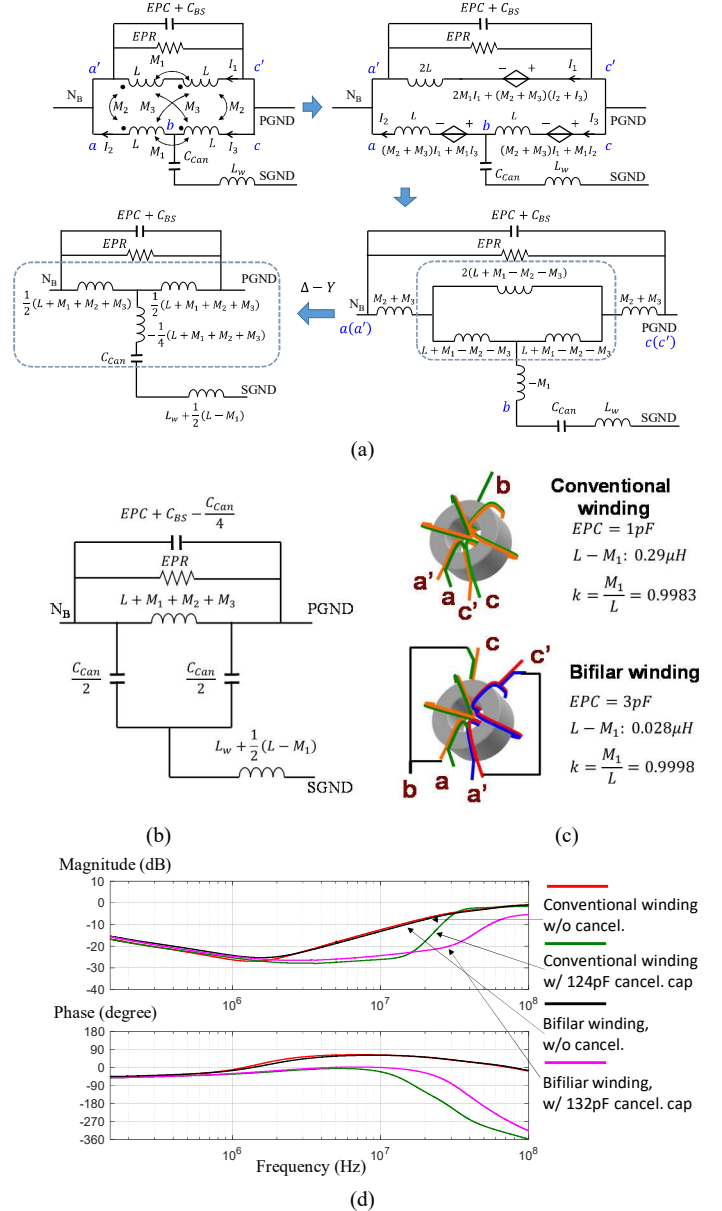 EPC + C_BS
EPR
M_1
a' L L I_1 c'
N_B M_2 M_3 M_3 M_2 PGND
a I_2 L b L I_3 c
M_1
C_Can
L_w
SGND
EPC + C_BS
EPR
a' 2L − + I_1 c'
N_B 2M_1I_1 + (M_2 + M_3)(I_2 + I_3) PGND
I_2 L − + b L − + I_3
a (M_2 + M_3)I_1 + M_1I_3 (M_2 + M_3)I_1 + M_1I_2 c
C_Can
L_w
SGND
EPC + C_BS
EPR
N_B PGND
1/2(L + M_1 + M_2 + M_3) 1/2(L + M_1 + M_2 + M_3)
−1/4(L + M_1 + M_2 + M_3)
C_Can
SGND
L_w + 1/2(L − M_1)
Δ − Y
EPC + C_BS
EPR
2(L + M_1 − M_2 − M_3)
N_B M_2 + M_3 M_2 + M_3
a(a') PGND
c(c')
L + M_1 − M_2 − M_3 L + M_1 − M_2 − M_3
−M_1
b
C_Can L_w SGND
(a)
EPC + C_BS − C_Can/4
EPR
L + M_1 + M_2 + M_3
N_B PGND
C_Can/2 C_Can/2
L_w + 1/2(L − M_1)
SGND
(b)
b
a' a c' c
Conventional
winding
EPC = 1pF
L − M_1: 0.29μH
k = M_1/L = 0.9983
c c'
b a a'
Bifilar winding
EPC = 3pF
L − M_1: 0.028μH
k = M_1/L = 0.9998
(c)
Magnitude (dB)
10
0
-10
-20
-30
40
10^6 10^7 10^8
Phase (degree)
180
90
0
-90
-180
-270
-360
10^6 10^7 10^8
Frequency (Hz)
Conventional winding
w/o cancel.
Conventional winding
w/ 124pF cancel. cap
Bifilar winding,
w/o cancel.
Bifiliar winding,
w/ 132pF cancel. cap
(d)